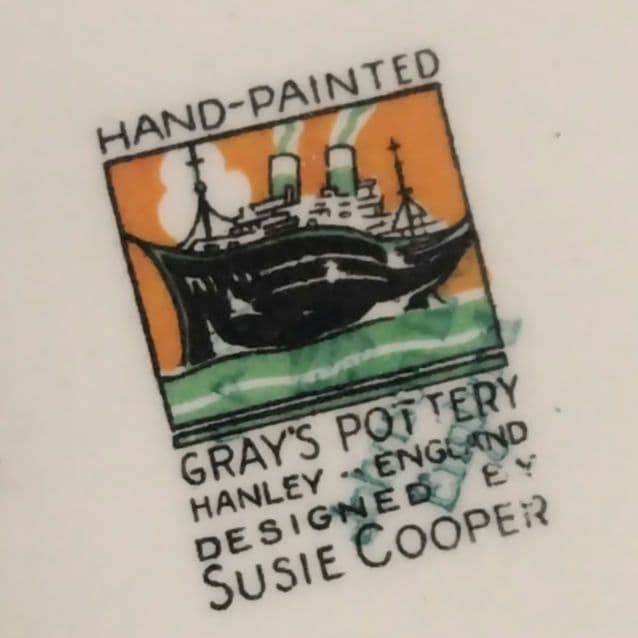 HAND-PAINTED
GRAY'S POTTERY
HANLEY - ENGLAND
DESIGNED BY
SUSIE COOPER